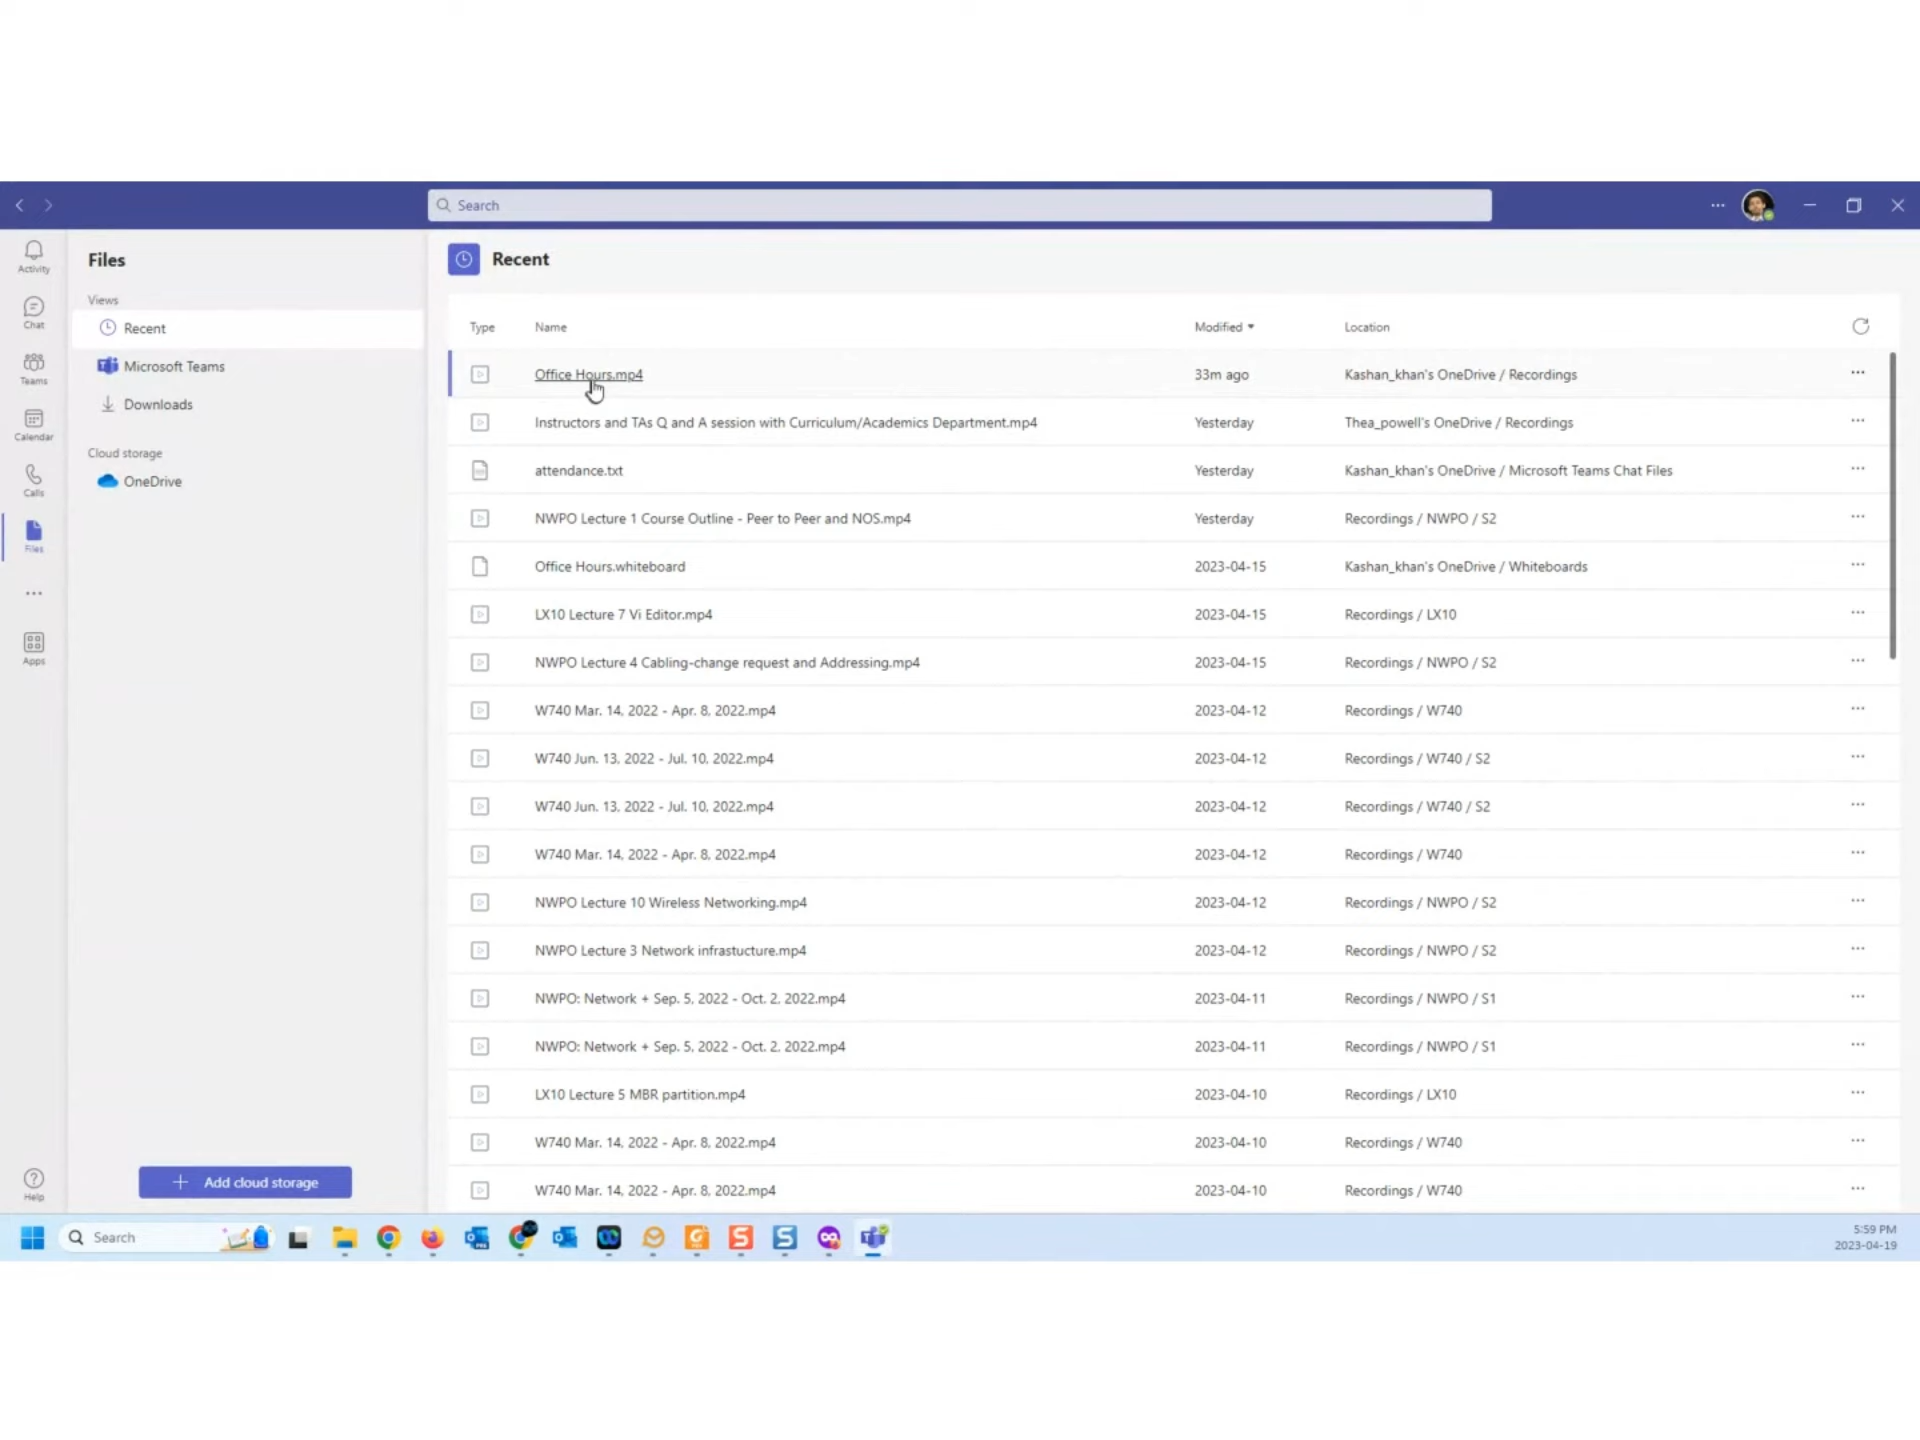 Search
Activity
Chat
Teams
Calendar
Calls
Files
Apps
Help
Files
Views
Recent
Microsoft Teams
Downloads
Cloud storage
OneDrive
Add cloud storage
Recent
Type Name Modified Location
Office Hours.mp4 33m ago Kashan_khan's OneDrive / Recordings
Instructors and TAs Q and A session with Curriculum/Academics Department.mp4 Yesterday Thea_powell's OneDrive / Recordings
attendance.txt Yesterday Kashan_khan's OneDrive / Microsoft Teams Chat Files
NWPO Lecture 1 Course Outline - Peer to Peer and NOS.mp4 Yesterday Recordings / NWPO / S2
Office Hours.whiteboard 2023-04-15 Kashan_khan's OneDrive / Whiteboards
LX10 Lecture 7 Vi Editor.mp4 2023-04-15 Recordings / LX10
NWPO Lecture 4 Cabling-change request and Addressing.mp4 2023-04-15 Recordings / NWPO / S2
W740 Mar. 14, 2022 - Apr. 8, 2022.mp4 2023-04-12 Recordings / W740
W740 Jun. 13, 2022 - Jul. 10, 2022.mp4 2023-04-12 Recordings / W740 / S2
W740 Jun. 13, 2022 - Jul. 10, 2022.mp4 2023-04-12 Recordings / W740 / S2
W740 Mar. 14, 2022 - Apr. 8, 2022.mp4 2023-04-12 Recordings / W740
NWPO Lecture 10 Wireless Networking.mp4 2023-04-12 Recordings / NWPO / S2
NWPO Lecture 3 Network infrastucture.mp4 2023-04-12 Recordings / NWPO / S2
NWPO: Network + Sep. 5, 2022 - Oct. 2, 2022.mp4 2023-04-11 Recordings / NWPO / S1
NWPO: Network + Sep. 5, 2022 - Oct. 2, 2022.mp4 2023-04-11 Recordings / NWPO / S1
LX10 Lecture 5 MBR partition.mp4 2023-04-10 Recordings / LX10
W740 Mar. 14, 2022 - Apr. 8, 2022.mp4 2023-04-10 Recordings / W740
W740 Mar. 14, 2022 - Apr. 8, 2022.mp4 2023-04-10 Recordings / W740
Search
5:59 PM
2023-04-19